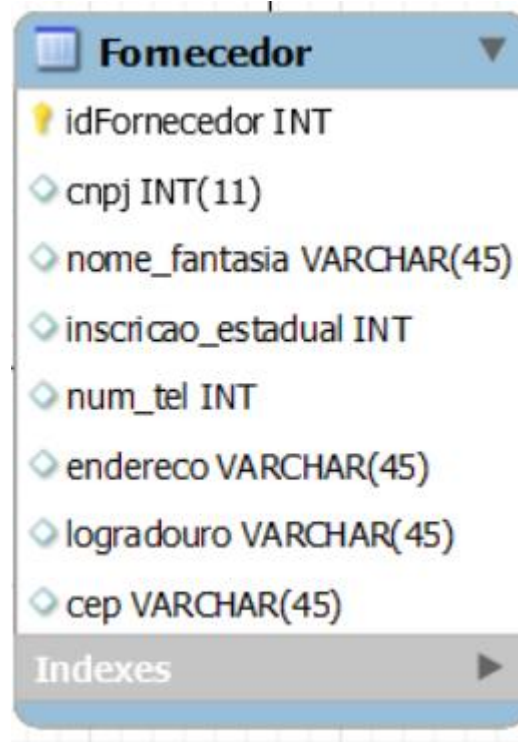 Fornecedor
idFornecedor INT
cnpj INT(11)
nome_fantasia VARCHAR(45)
inscricao_estadual INT
num_tel INT
endereco VARCHAR(45)
logradouro VARCHAR(45)
cep VARCHAR(45)
Indexes